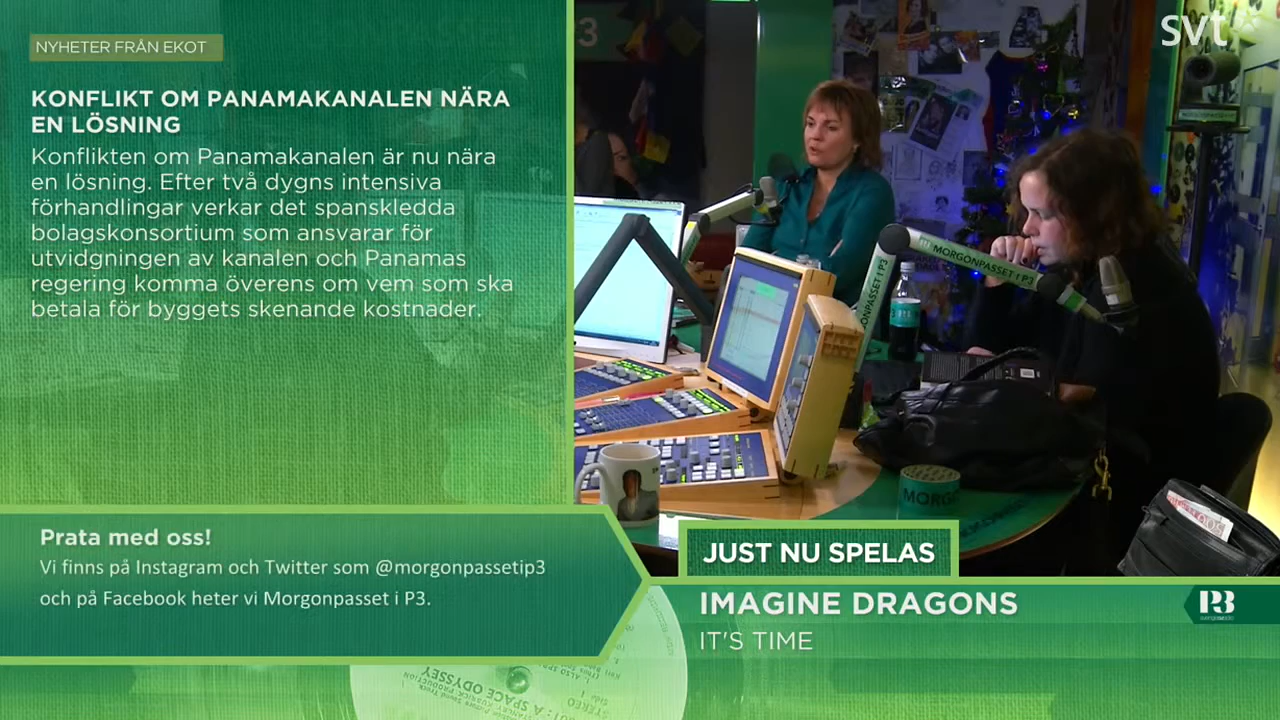 NYHETER FRÅN EKOT
KONFLIKT OM PANAMAKANALEN NÄRA
EN LÖSNING
Konflikten om Panamakanalen är nu nära
en lösning. Efter två dygns intensiva
förhandlingar verkar det spanskledda
bolagskonsortium som ansvarar för
utvidgningen av kanalen och Panamas
regering komma överens om vem som ska
betala för byggets skenande kostnader.
svt
MORGONPASSET I P3
MORGON
Prata med oss!
Vi finns på Instagram och Twitter som @morgonpassetip3
och på Facebook heter vi Morgonpasset i P3.
JUST NU SPELAS
IMAGINE DRAGONS
IT'S TIME
P3
A SPACE ODYSSEY
STEREO